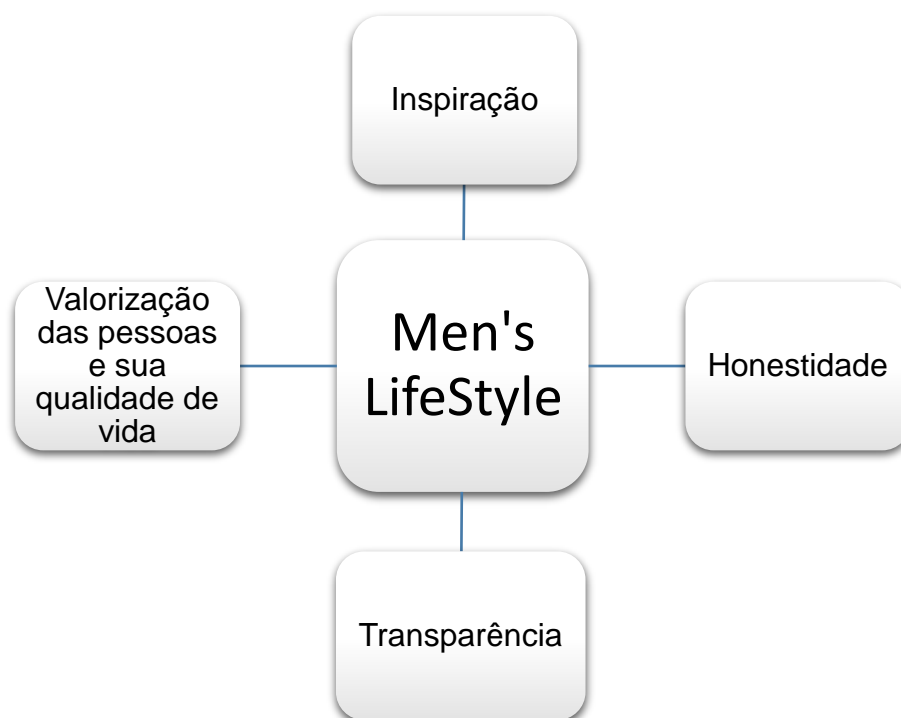 Inspiração
Valorização
das pessoas
e sua
qualidade de
vida
Men's
LifeStyle
Honestidade
Transparência